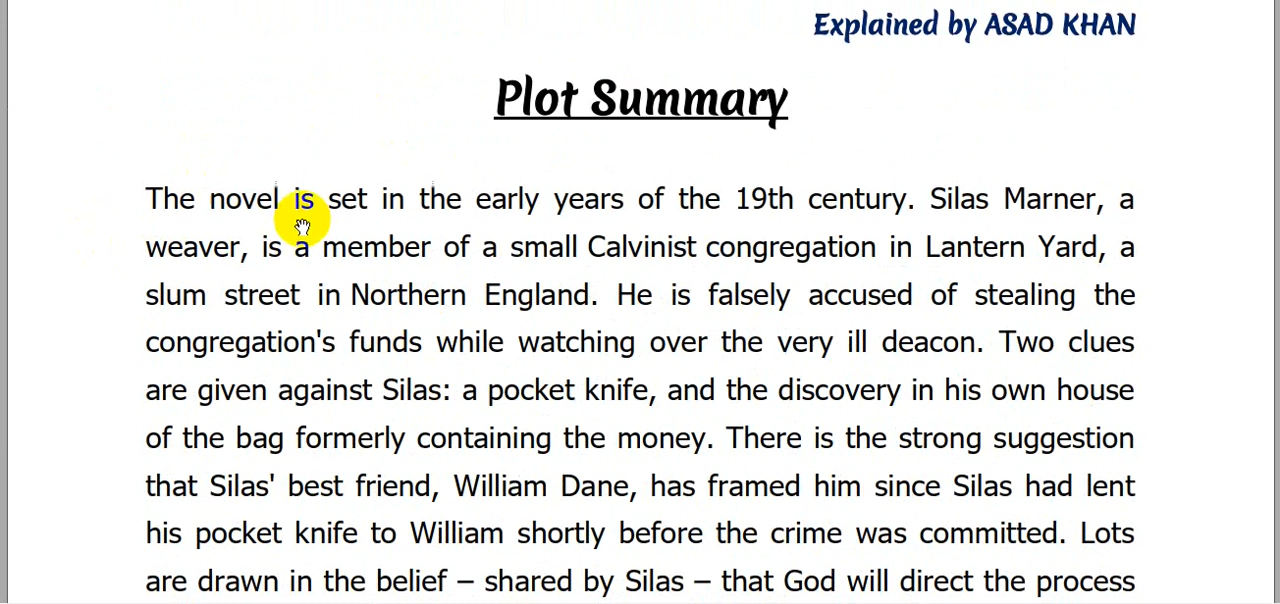 Explained by ASAD KHAN
Plot Summary
The novel is set in the early years of the 19th century. Silas Marner, a
weaver, is a member of a small Calvinist congregation in Lantern Yard, a
slum street in Northern England. He is falsely accused of stealing the
congregation's funds while watching over the very ill deacon. Two clues
are given against Silas: a pocket knife, and the discovery in his own house
of the bag formerly containing the money. There is the strong suggestion
that Silas' best friend, William Dane, has framed him since Silas had lent
his pocket knife to William shortly before the crime was committed. Lots
are drawn in the belief – shared by Silas – that God will direct the process